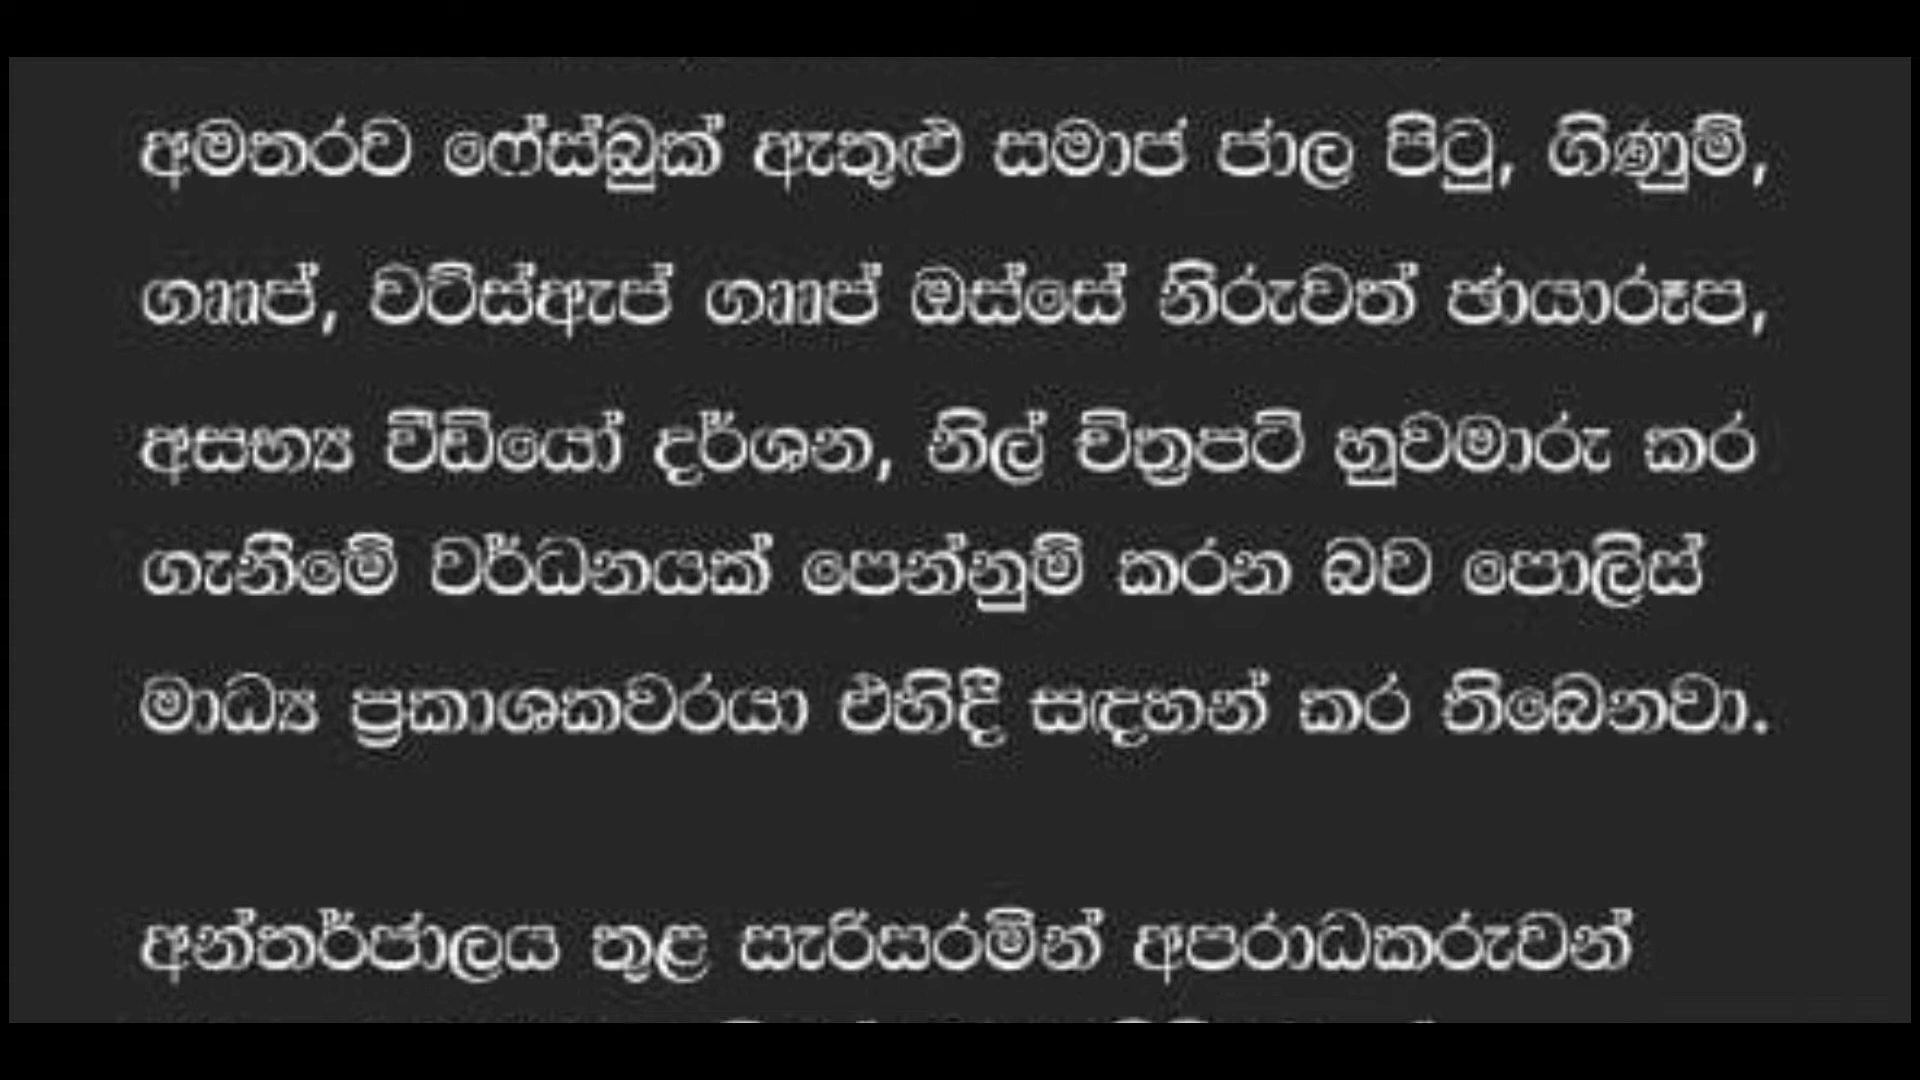 අමතරව ෆේස්බුක් ඇතුළු සමාජ ජාල පිටු, ගිණුම්,
ගෲප්, වට්ස්ඇප් ගෲප් ඔස්සේ නිරුවත් ඡායාරූප,
අසභ්‍ය වීඩියෝ දර්ශන, නිල් චිත්‍රපටි හුවමාරු කර
ගැනීමේ වර්ධනයක් පෙන්නුම් කරන බව පොලිස්
මාධ්‍ය ප්‍රකාශකවරයා එහිදී සඳහන් කර තිබෙනවා.
අන්තර්ජාලය තුළ සැරිසරමින් අපරාධකරුවන්